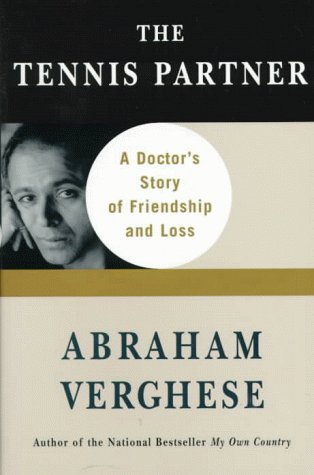 THE
TENNIS PARTNER
A Doctor's
Story
of Friendship
and Loss
ABRAHAM
VERGHESE
Author of the National Bestseller My Own Country